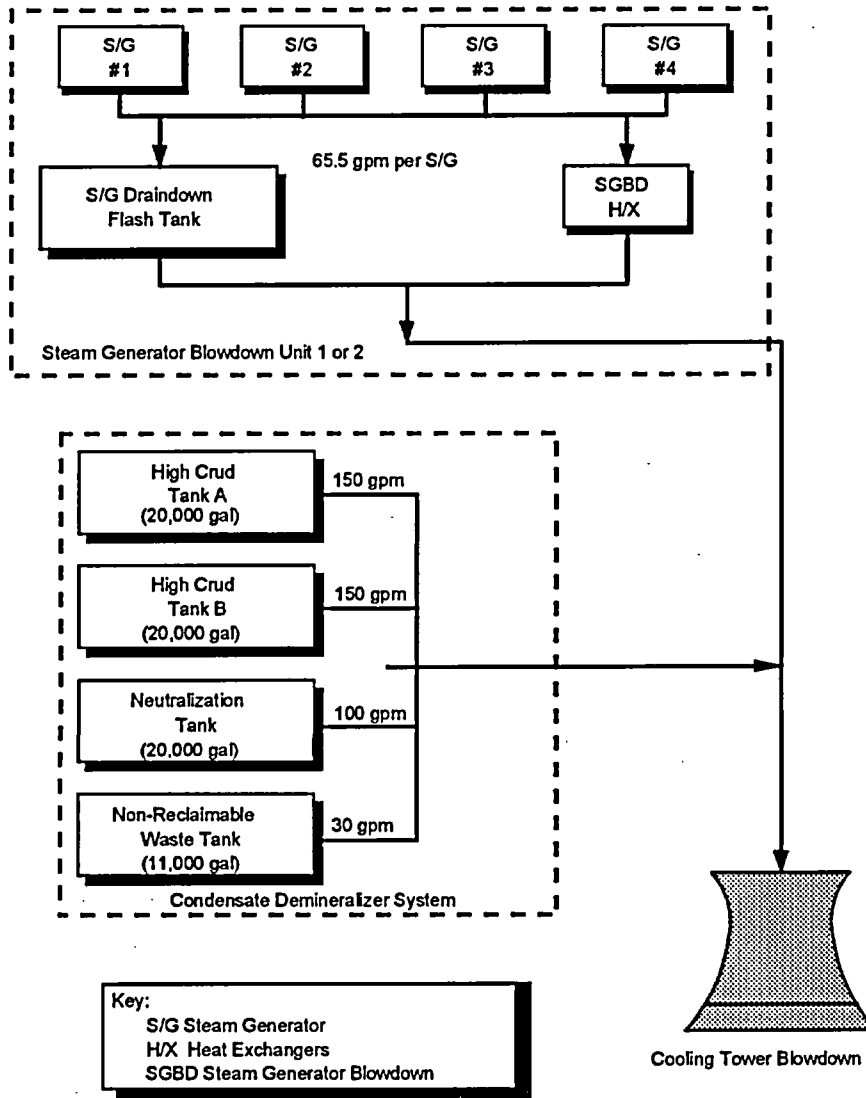 S/G
#1
S/G
#2
S/G
#3
S/G
#4
65.5 gpm per S/G
S/G Draindown
Flash Tank
SGBD
H/X
Steam Generator Blowdown Unit 1 or 2
High Crud
Tank A
(20,000 gal)
150 gpm
High Crud
Tank B
(20,000 gal)
150 gpm
Neutralization
Tank
(20,000 gal)
100 gpm
Non-Reclaimable
Waste Tank
(11,000 gal)
30 gpm
Condensate Demineralizer System
Key:
S/G Steam Generator
H/X Heat Exchangers
SGBD Steam Generator Blowdown
Cooling Tower Blowdown